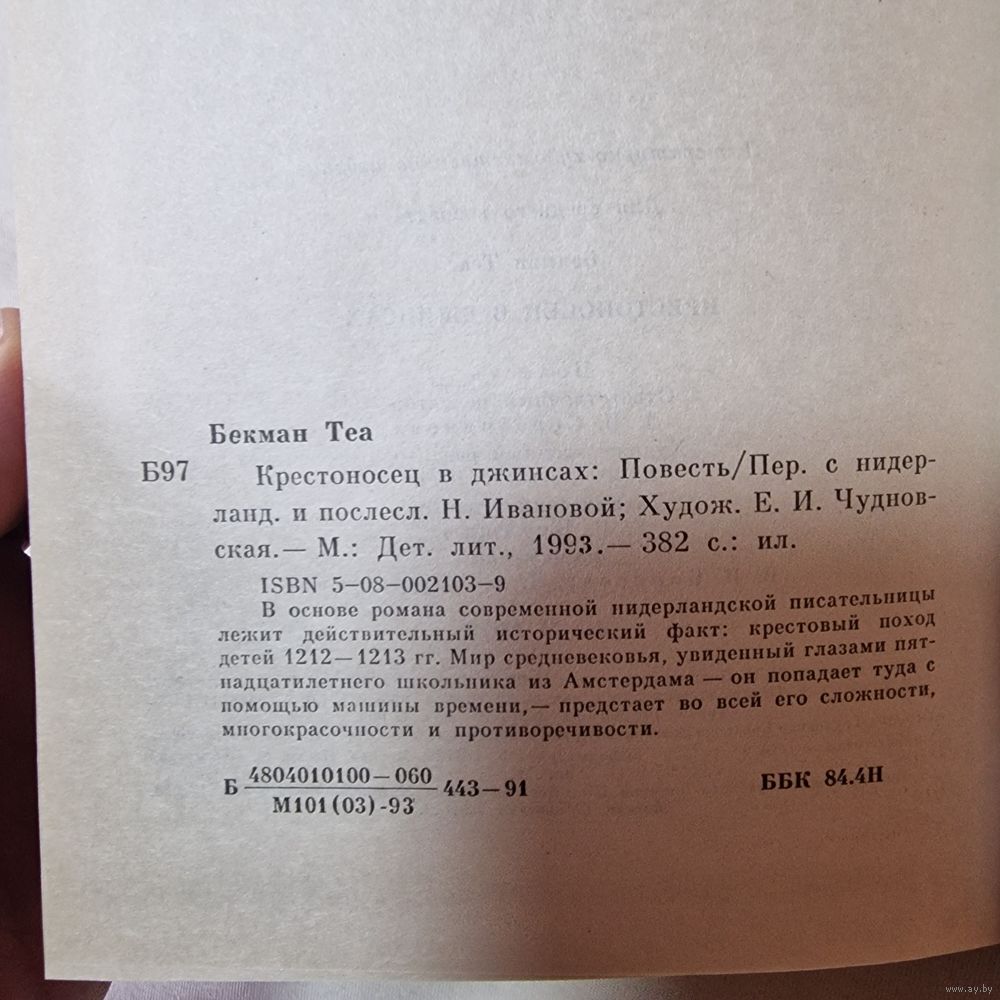 Бекман Теа
Б97 Крестоносец в джинсах: Повесть/Пер. с нидер-
ланд. и послесл. Н. Ивановой; Худож. Е. И. Чуднов-
ская.— М.: Дет. лит., 1993.— 382 с.: ил.
ISBN 5–08–002103–9
В основе романа современной нидерландской писательницы
лежит действительный исторический факт: крестовый поход
детей 1212—1213 гг. Мир средневековья, увиденный глазами пят-
надцатилетнего школьника из Амстердама — он попадает туда с
помощью машины времени,— предстает во всей его сложности,
многокрасочности и противоречивости.
Б 4804010100—060 443—91
М101(03)-93
ББК 84.4Н
www.ay.by